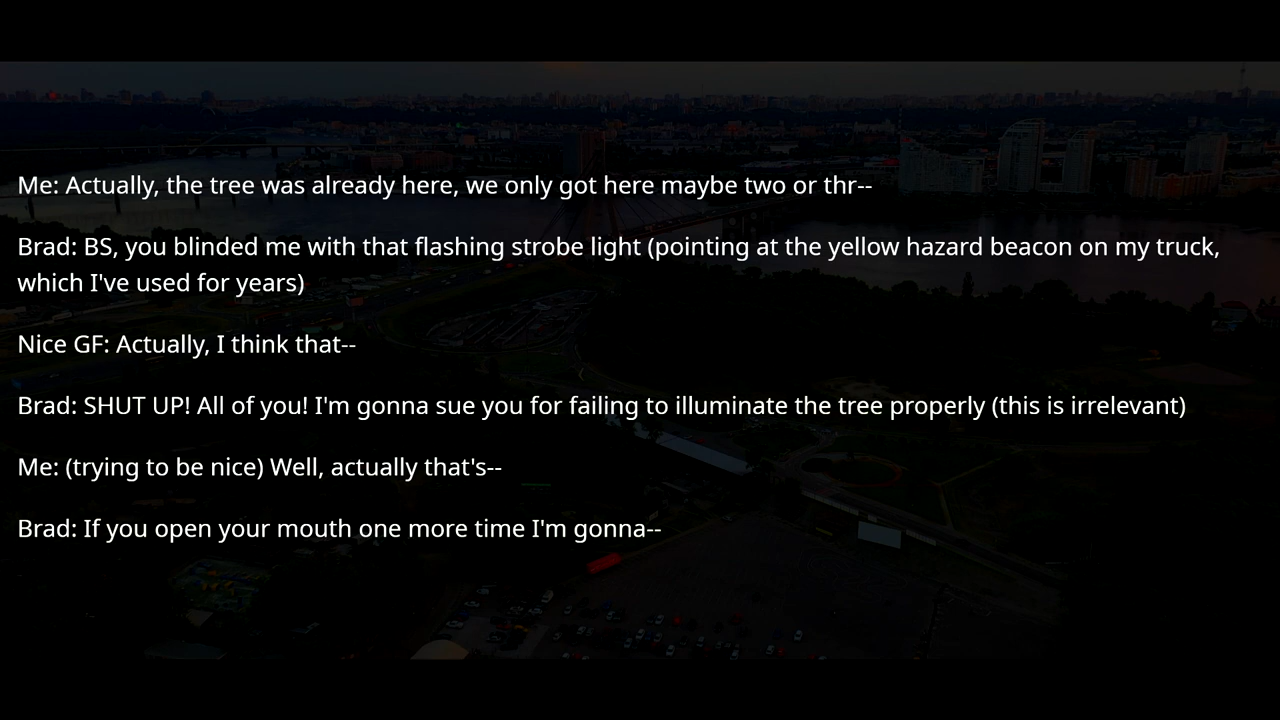 Me: Actually, the tree was already here, we only got here maybe two or thr--
Brad: BS, you blinded me with that flashing strobe light (pointing at the yellow hazard beacon on my truck,
which I've used for years)
Nice GF: Actually, I think that--
Brad: SHUT UP! All of you! I'm gonna sue you for failing to illuminate the tree properly (this is irrelevant)
Me: (trying to be nice) Well, actually that's--
Brad: If you open your mouth one more time I'm gonna--